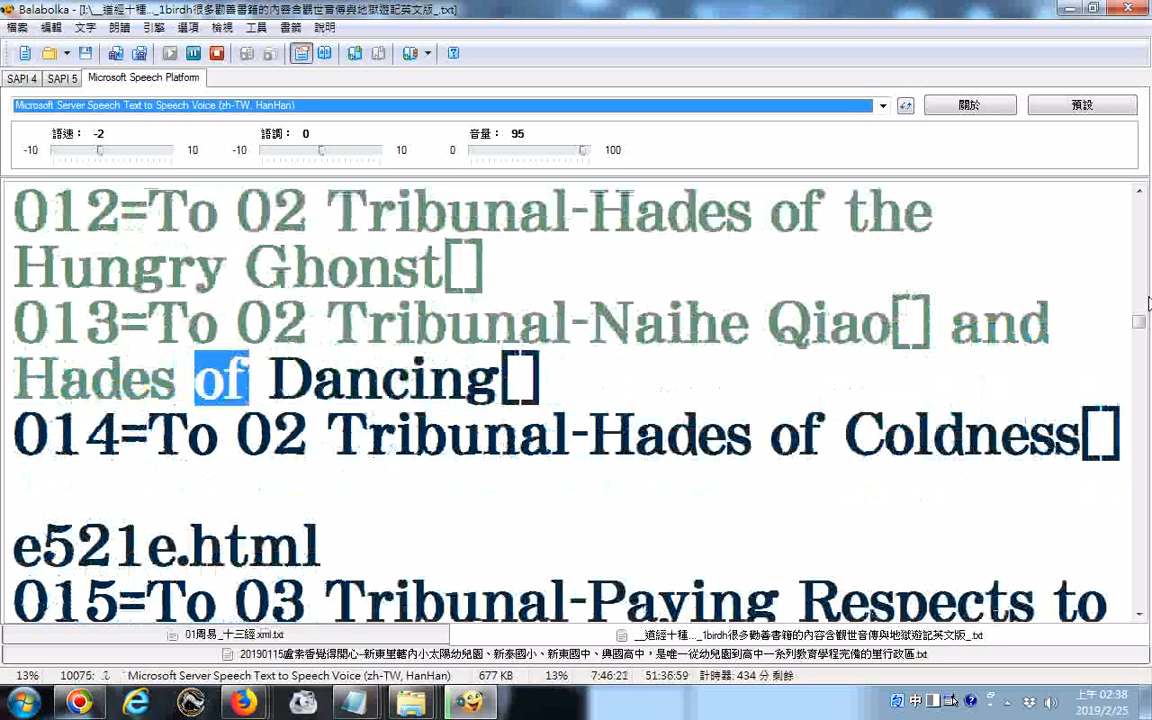 Balabolka - [I:\__道經十種..._1birdh很多勸善書籍的內容含觀世音傳與地獄遊記英文版_.txt]
檔案 編輯 文字 朗讀 引擎 選項 檢視 工具 書籤 說明
SAPI 4 SAPI 5 Microsoft Speech Platform
Microsoft Server Speech Text to Speech Voice (zh-TW, HanHan)
關於 預設
語速： -2 語調： 0 音量： 95
-10 10 -10 10 0 100
012=To 02 Tribunal-Hades of the
Hungry Ghonst[]
013=To 02 Tribunal-Naihe Qiao[] and
Hades of Dancing[]
014=To 02 Tribunal-Hades of Coldness[]
e521e.html
015=To 03 Tribunal-Paying Respects to
01周易_十三經.xml.txt __道經十種..._1birdh很多勸善書籍的內容含觀世音傳與地獄遊記英文版_.txt
20190115盧素香覺得開心~新東里轄內小太陽幼兒園、新泰國小、新東國中、興國高中，是唯一從幼兒園到高中一系列教育學程完備的里行政區.txt
13% 10075: 2 Microsoft Server Speech Text to Speech Voice (zh-TW, HanHan) 677 KB 13% 7:46:21 51:36:59 計時器: 434 分 剩餘
中 上午 02:38
2019/2/25